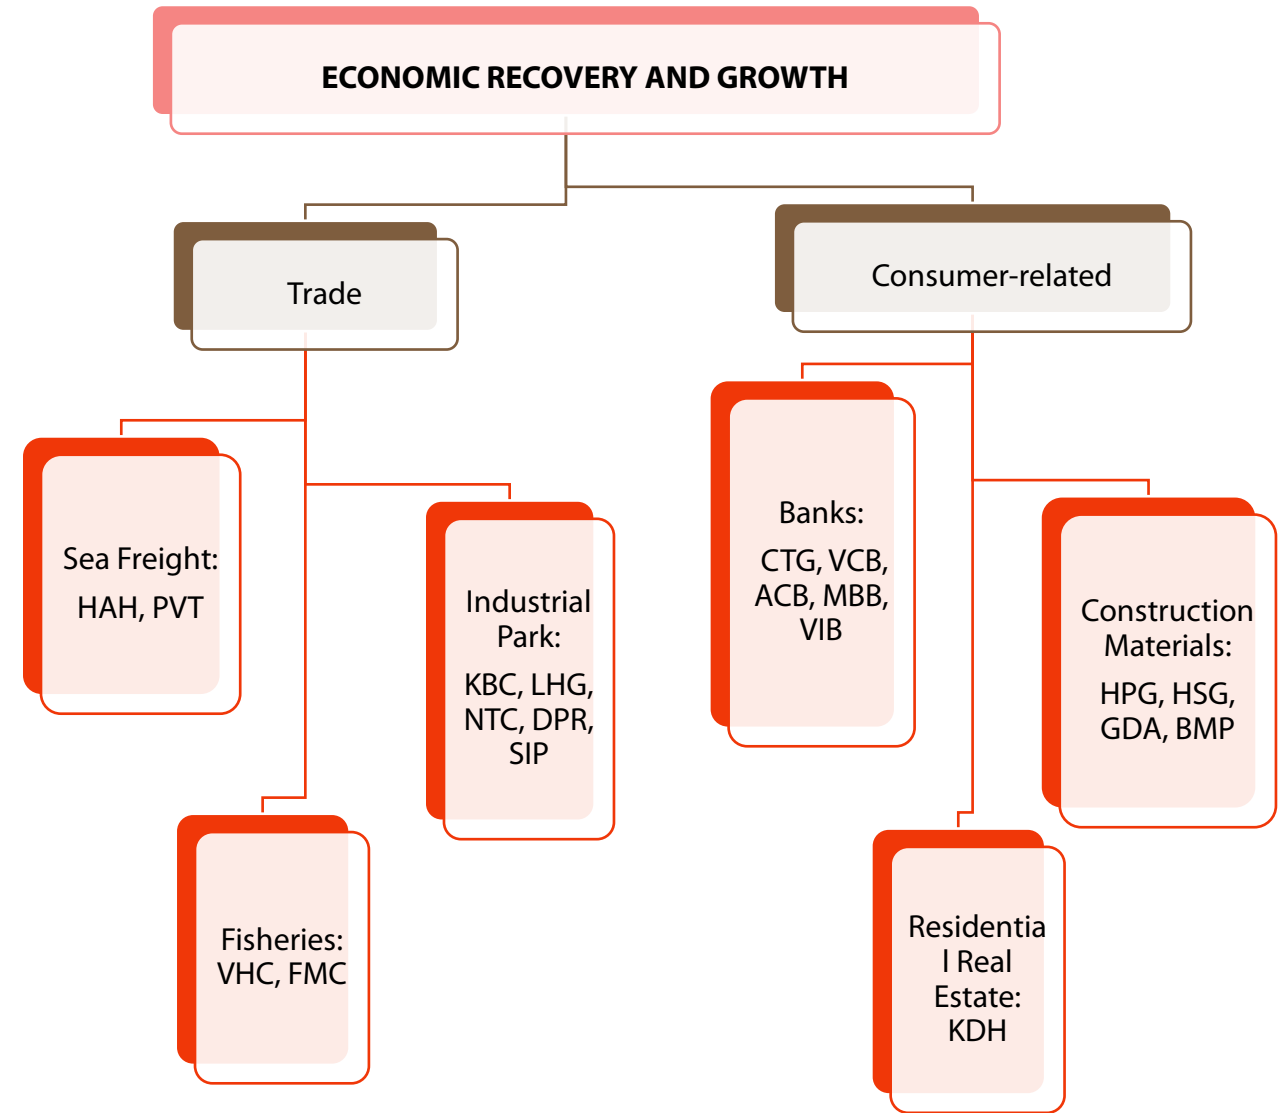 ECONOMIC RECOVERY AND GROWTH
Trade
Consumer-related
Sea Freight:
HAH, PVT
Industrial
Park:
KBC, LHG,
NTC, DPR,
SIP
Fisheries:
VHC, FMC
Banks:
CTG, VCB,
ACB, MBB,
VIB
Construction
Materials:
HPG, HSG,
GDA, BMP
Residentia
l Real
Estate:
KDH